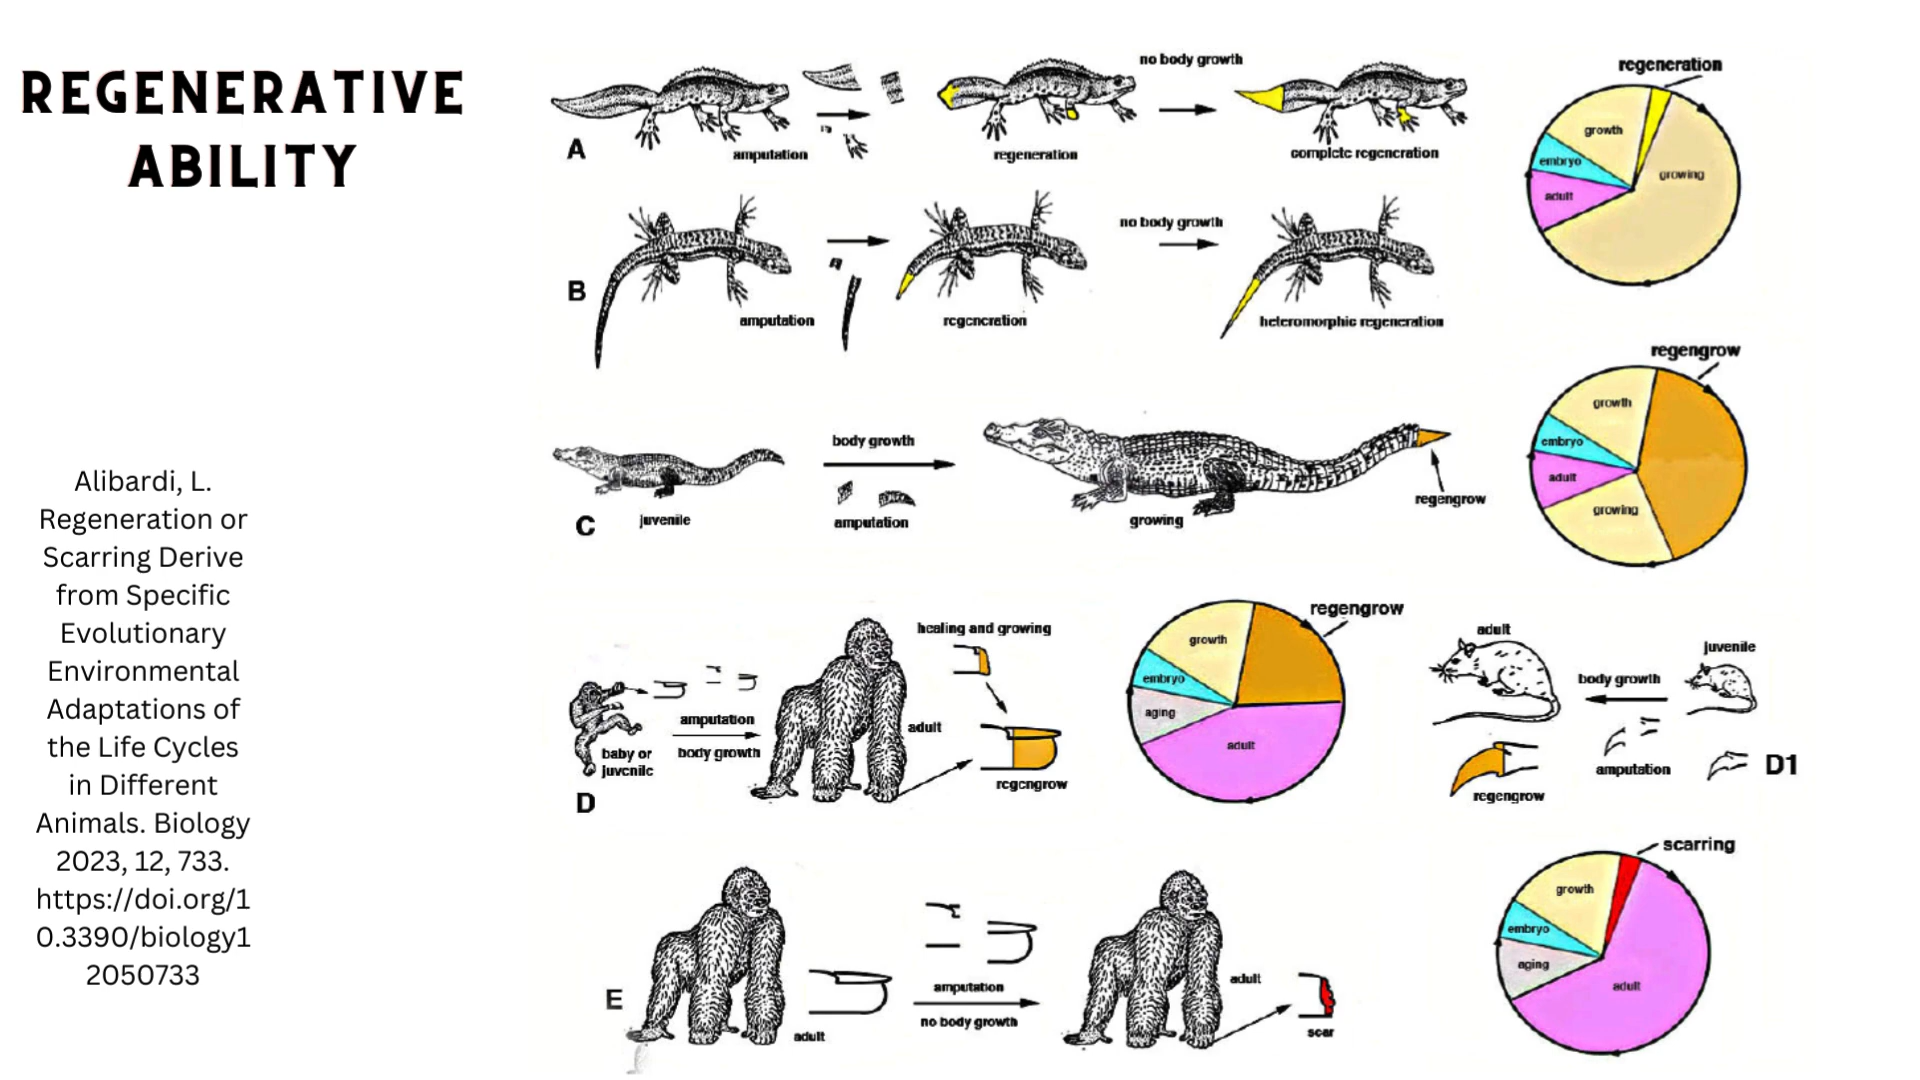 REGENERATIVE
ABILITY
Alibardi, L.
Regeneration or
Scarring Derive
from Specific
Evolutionary
Environmental
Adaptations of
the Life Cycles
in Different
Animals. Biology
2023, 12, 733.
https://doi.org/1
0.3390/biology1
2050733
A
amputation
regeneration
no body growth
complete regeneration
regeneration
growth
embryo
adult
growing
B
amputation
regeneration
no body growth
heteromorphic regeneration
C
juvenile
body growth
amputation
growing
regengrow
regengrow
growth
embryo
adult
growing
D
baby or
juvenile
amputation
body growth
adult
healing and growing
regengrow
regengrow
growth
embryo
aging
adult
adult
juvenile
body growth
amputation
regengrow
D1
E
adult
amputation
no body growth
adult
scar
scarring
growth
embryo
aging
adult